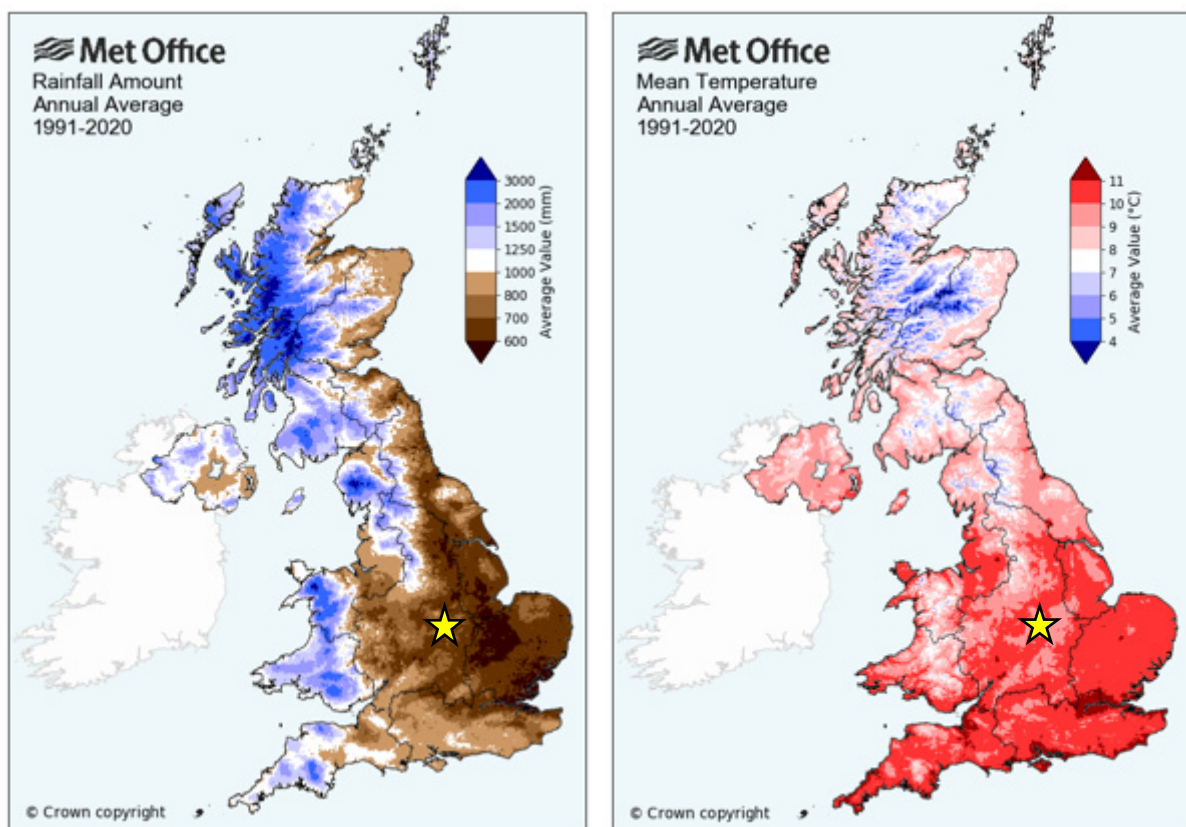 Met Office
Rainfall Amount
Annual Average
1991-2020
3000
2000
1500
1250
1000
800
700
600
Average Value (mm)
© Crown copyright
Met Office
Mean Temperature
Annual Average
1991-2020
11
10
9
8
7
6
5
4
Average Value (°C)
© Crown copyright